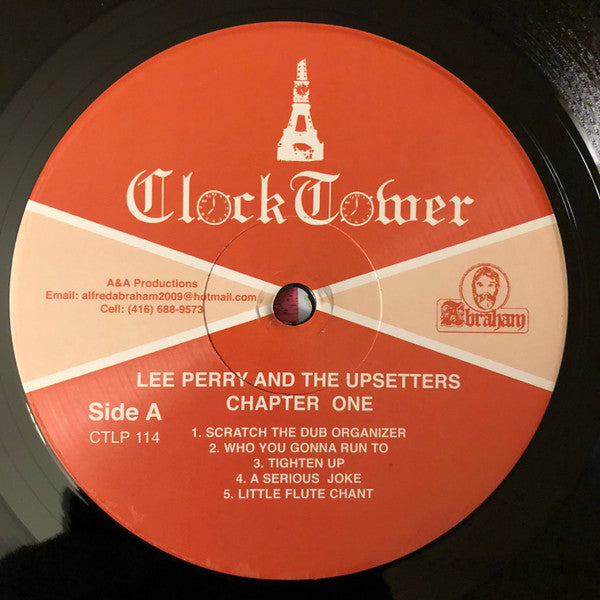 Clock Tower
A&A Productions
Email: alfredabraham2009@hotmail.com
Cell: (416) 688-9573
Abraham
LEE PERRY AND THE UPSETTERS
CHAPTER ONE
Side A
CTLP 114
1. SCRATCH THE DUB ORGANIZER
2. WHO YOU GONNA RUN TO
3. TIGHTEN UP
4. A SERIOUS JOKE
5. LITTLE FLUTE CHANT